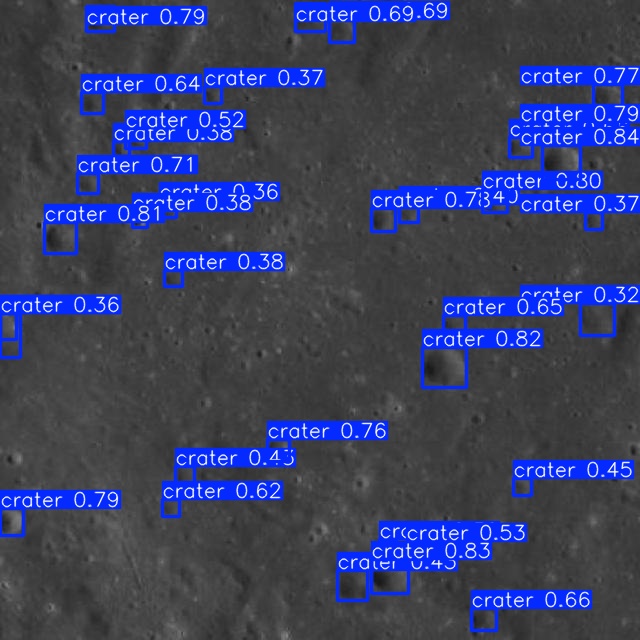 crater 0.79
crater 0.69
.69
crater 0.77
crater 0.64
crater 0.37
crater 0.79
crater 0.52
crater 0.84
crater 0.71
crater 0.80
crater 0.36
crater 0.38
crater 0.78
crater 0.37
crater 0.81
crater 0.38
crater 0.32
crater 0.36
crater 0.65
crater 0.82
crater 0.76
crater 0.45
crater 0.79
crater 0.62
crater 0.53
crater 0.83
crater 0.66